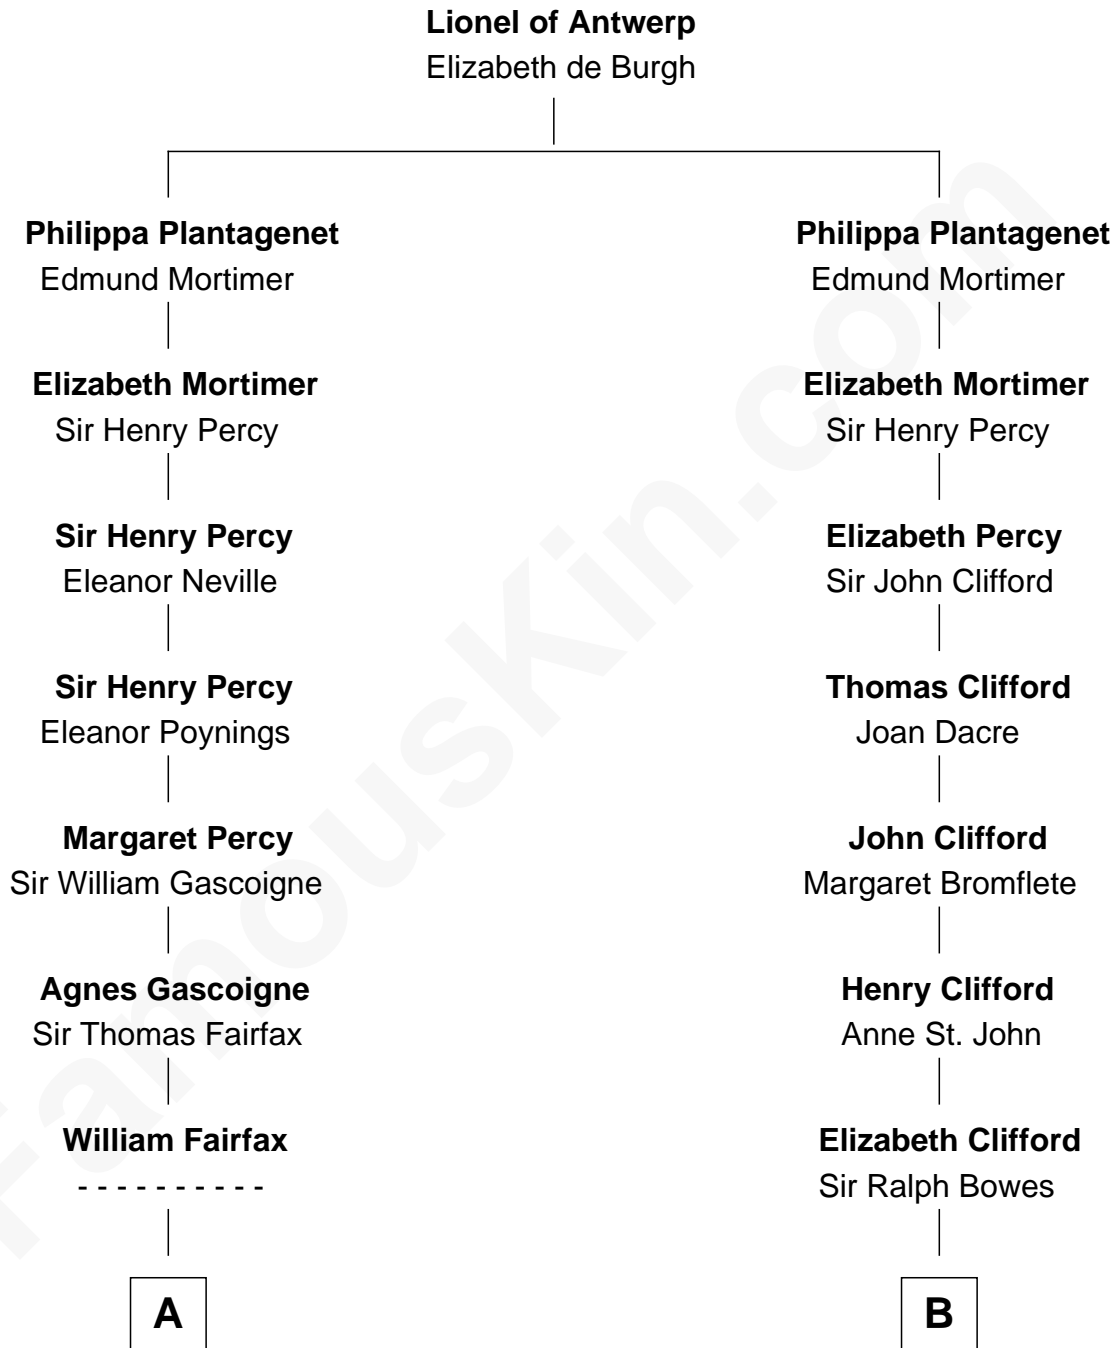 Lionel of Antwerp
Elizabeth de Burgh
Philippa Plantagenet
Edmund Mortimer
Philippa Plantagenet
Edmund Mortimer
Elizabeth Mortimer
Sir Henry Percy
Elizabeth Mortimer
Sir Henry Percy
Sir Henry Percy
Eleanor Neville
Elizabeth Percy
Sir John Clifford
Sir Henry Percy
Eleanor Poynings
Thomas Clifford
Joan Dacre
Margaret Percy
Sir William Gascoigne
John Clifford
Margaret Bromflete
Agnes Gascoigne
Sir Thomas Fairfax
Henry Clifford
Anne St. John
William Fairfax
- - - - - - - - - -
Elizabeth Clifford
Sir Ralph Bowes
A
B
FamousKin.com